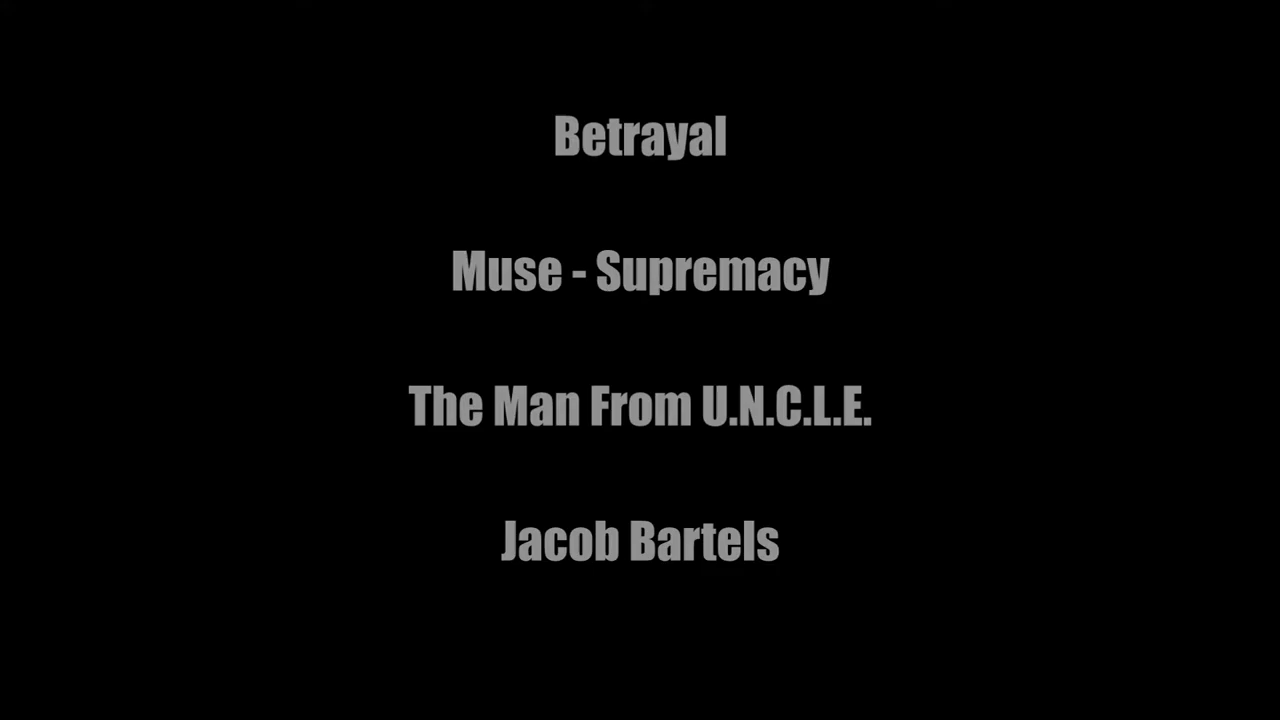 Betrayal
Muse - Supremacy
The Man From U.N.C.L.E.
Jacob Bartels